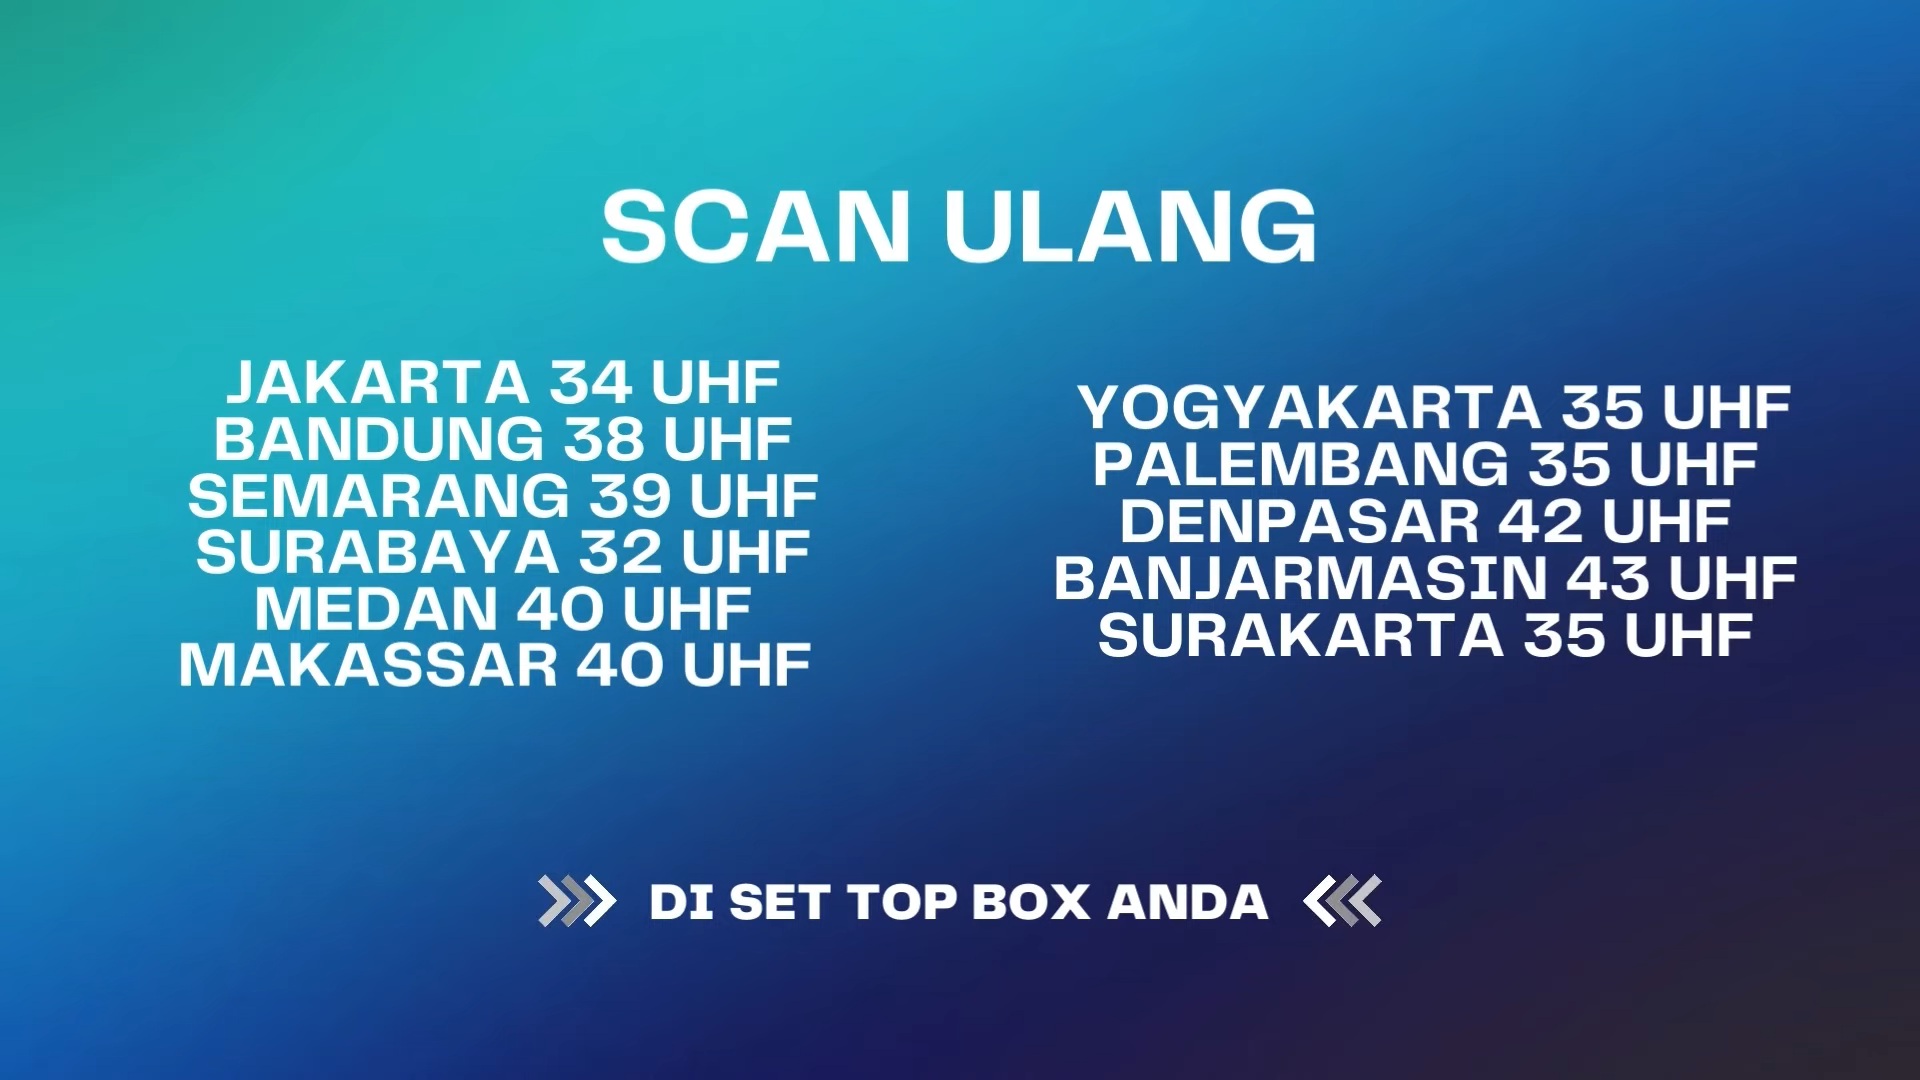 SCAN ULANG
JAKARTA 34 UHF
BANDUNG 38 UHF
SEMARANG 39 UHF
SURABAYA 32 UHF
MEDAN 40 UHF
MAKASSAR 40 UHF
YOGYAKARTA 35 UHF
PALEMBANG 35 UHF
DENPASAR 42 UHF
BANJARMASIN 43 UHF
SURAKARTA 35 UHF
DI SET TOP BOX ANDA